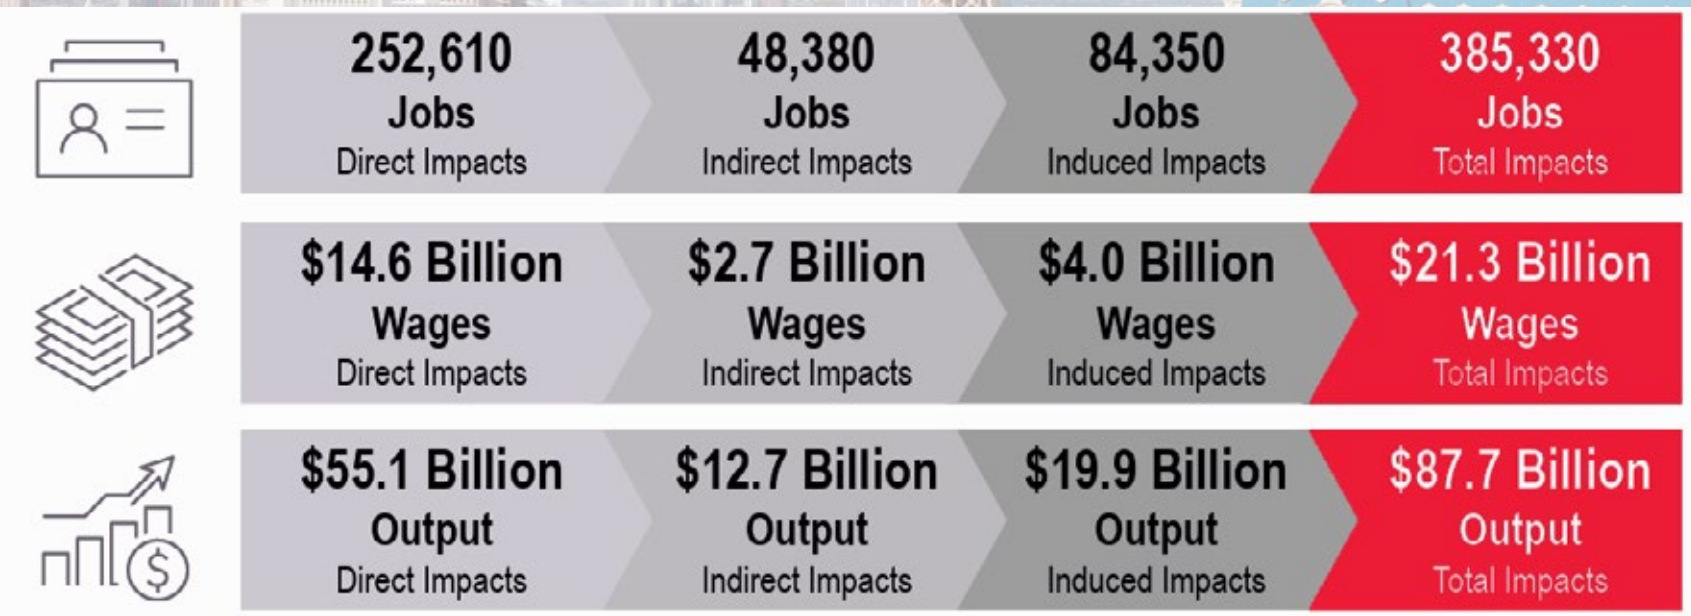 252,610
Jobs
Direct Impacts
48,380
Jobs
Indirect Impacts
84,350
Jobs
Induced Impacts
385,330
Jobs
Total Impacts
$14.6 Billion
Wages
Direct Impacts
$2.7 Billion
Wages
Indirect Impacts
$4.0 Billion
Wages
Induced Impacts
$21.3 Billion
Wages
Total Impacts
$55.1 Billion
Output
Direct Impacts
$12.7 Billion
Output
Indirect Impacts
$19.9 Billion
Output
Induced Impacts
$87.7 Billion
Output
Total Impacts
$